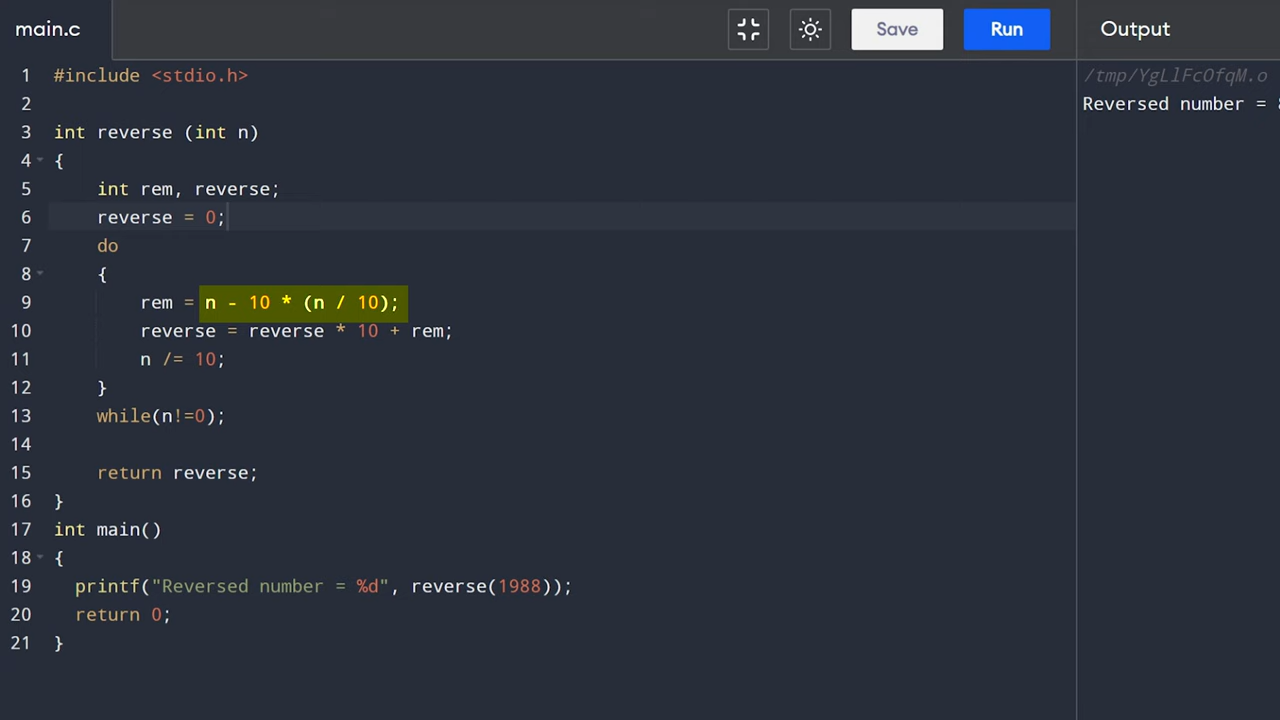 main.c
Save
Run
Output
1 #include <stdio.h>
2
3 int reverse (int n)
4 {
5 int rem, reverse;
6 reverse = 0;
7 do
8 {
9 rem = n - 10 * (n / 10);
10 reverse = reverse * 10 + rem;
11 n /= 10;
12 }
13 while(n!=0);
14
15 return reverse;
16 }
17 int main()
18 {
19 printf("Reversed number = %d", reverse(1988));
20 return 0;
21 }
/tmp/YgLlFcOfqM.o
Reversed number =